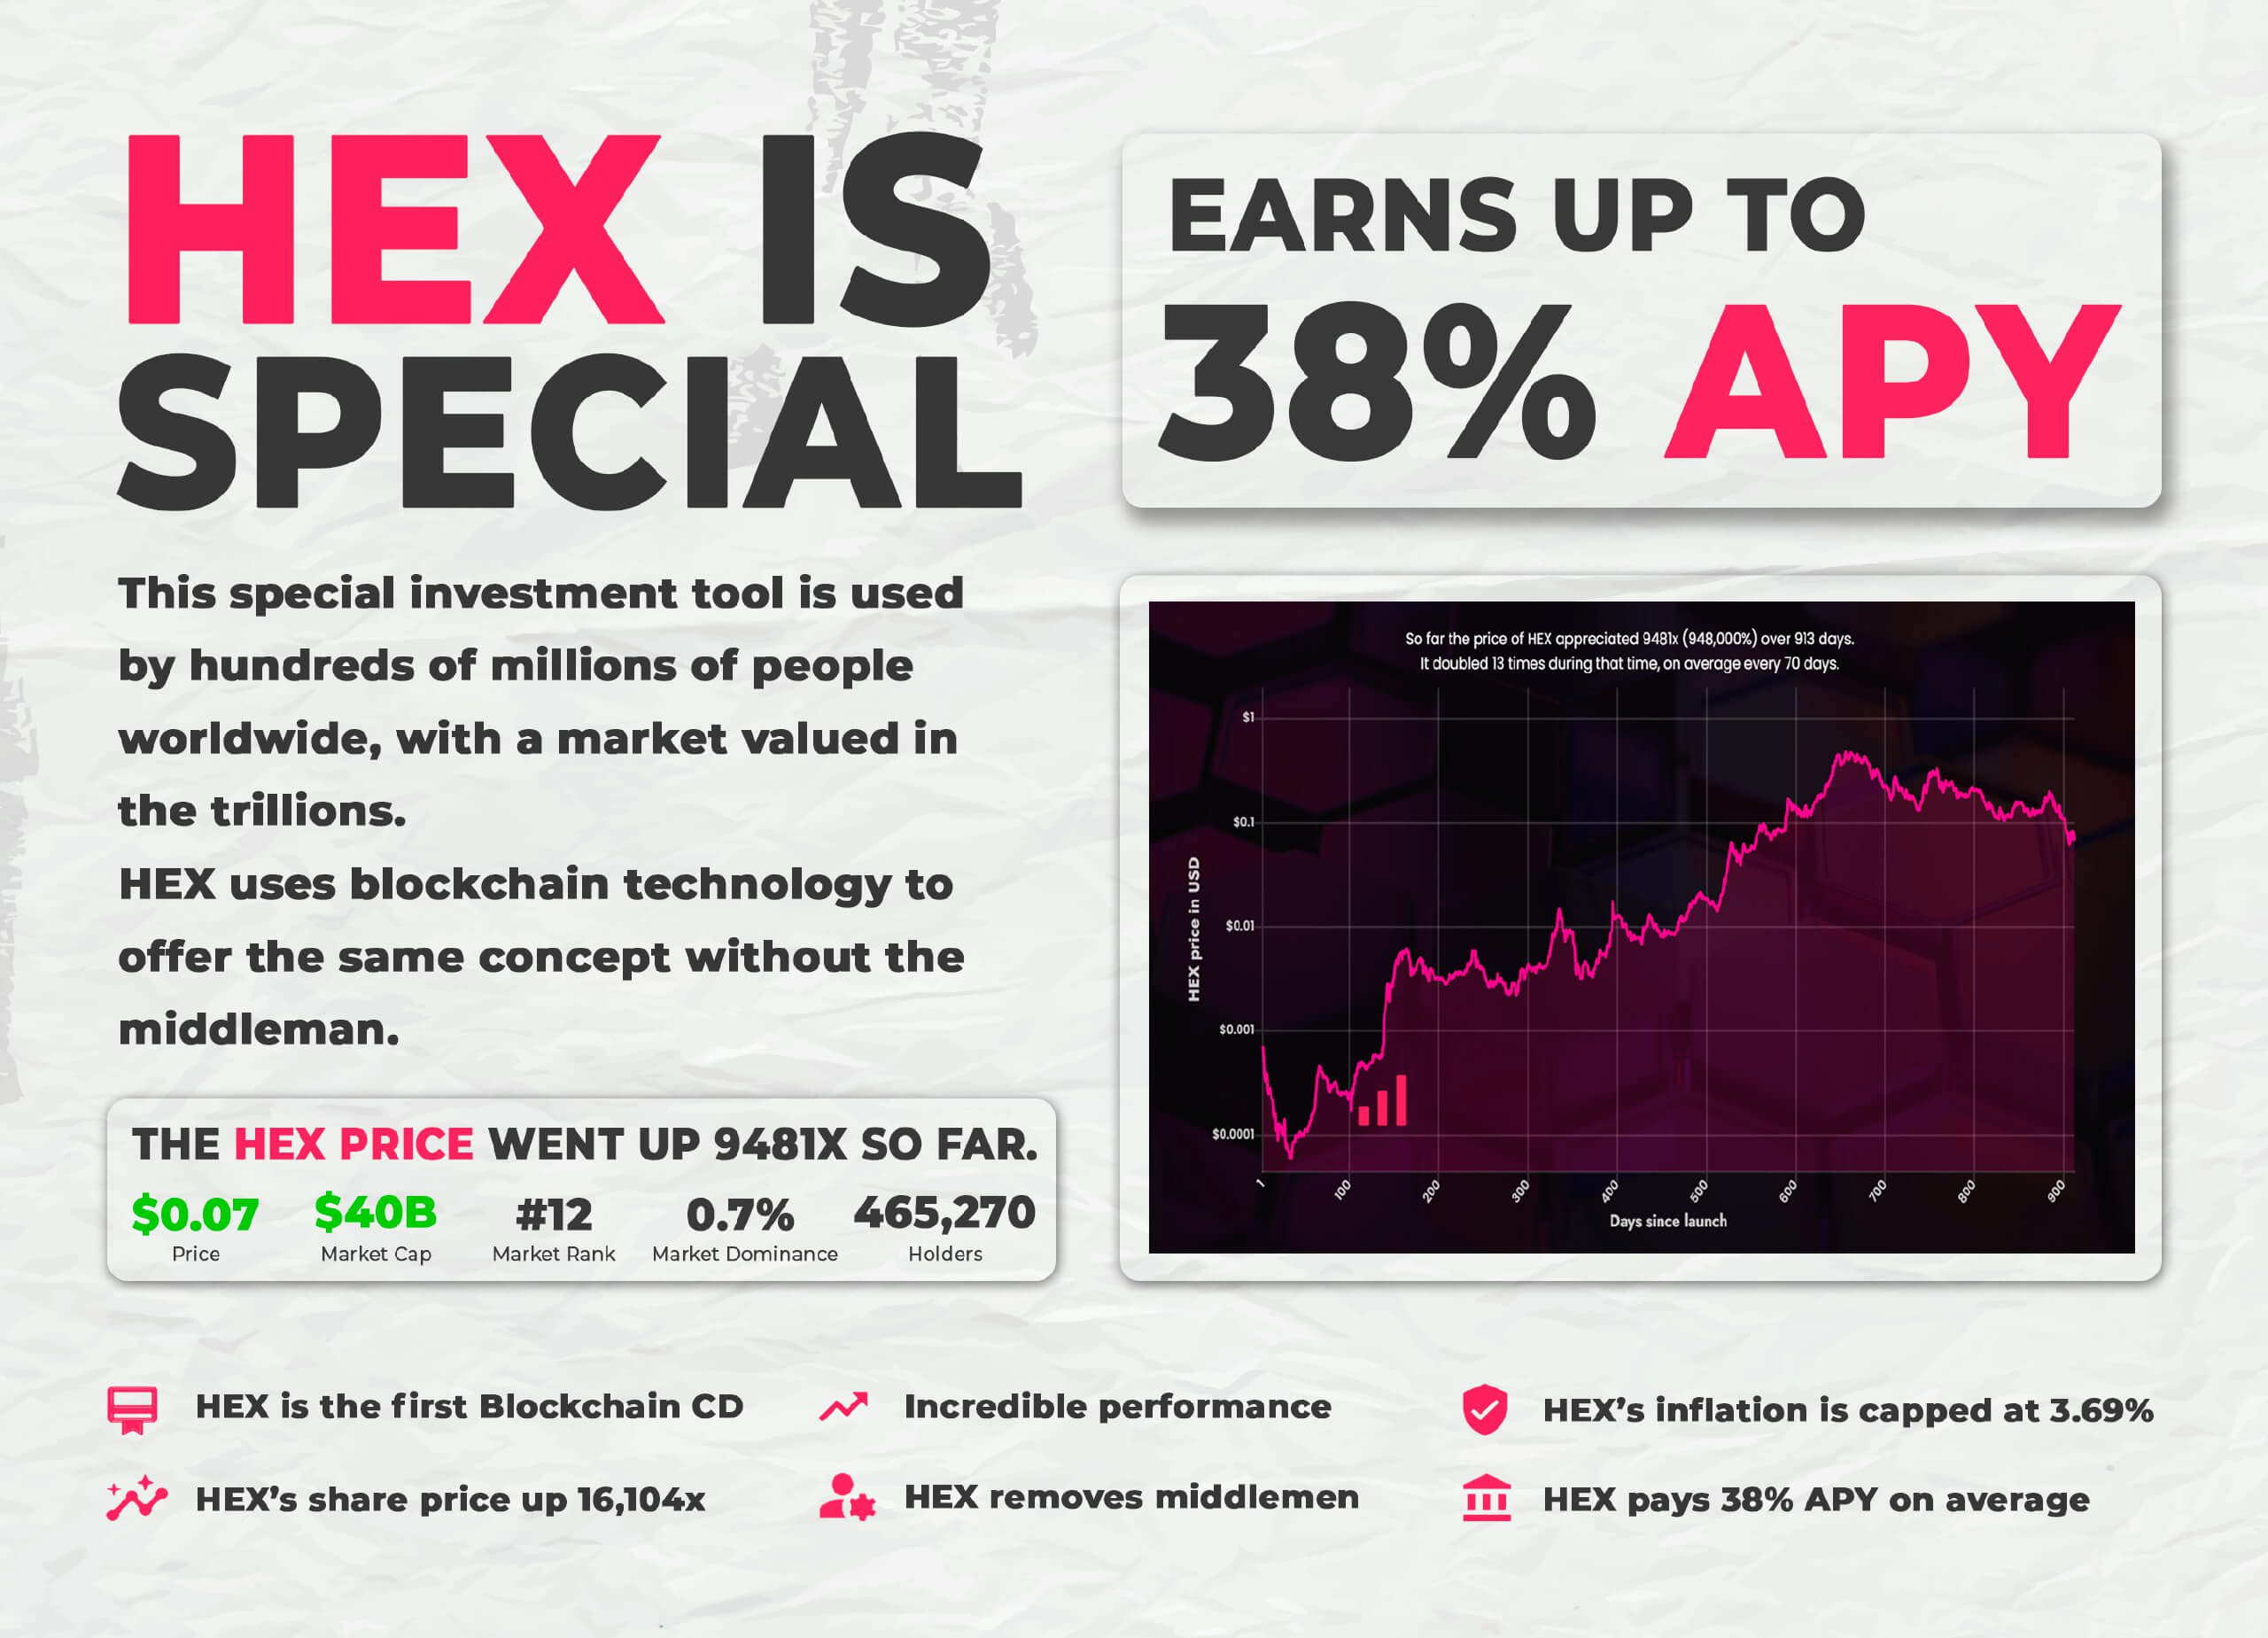 HEX IS
SPECIAL
This special investment tool is used
by hundreds of millions of people
worldwide, with a market valued in
the trillions.
HEX uses blockchain technology to
offer the same concept without the
middleman.
THE HEX PRICE WENT UP 9481X SO FAR.
$0.07 $40B #12 0.7% 465,270
Price Market Cap Market Rank Market Dominance Holders
EARNS UP TO
38% APY
So far the price of HEX appreciated 9481x (948,000%) over 913 days.
It doubled 13 times during that time, on average every 70 days.
HEX price in USD
$1
$0.1
$0.01
$0.001
$0.0001
1 100 200 300 400 500 600 700 800 900
Days since launch
HEX is the first Blockchain CD
Incredible performance
HEX's inflation is capped at 3.69%
HEX's share price up 16,104x
HEX removes middlemen
HEX pays 38% APY on average